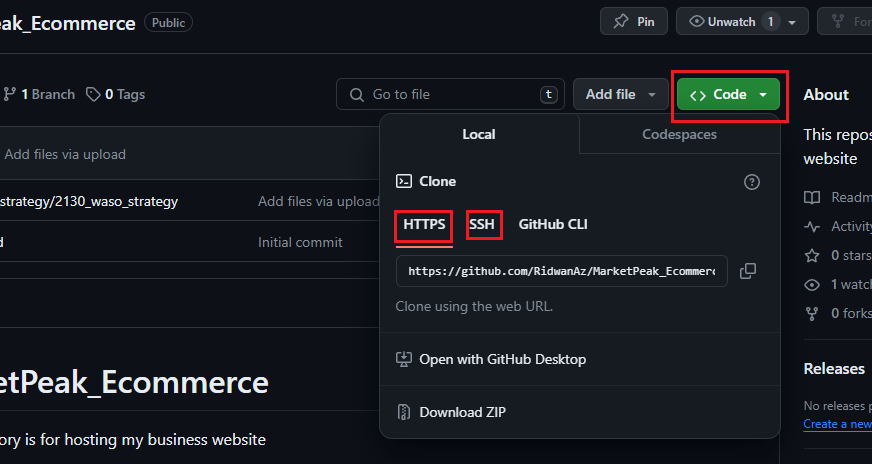 eak_Ecommerce Public
Pin
Unwatch 1
For
1 Branch
0 Tags
Go to file t
Add file
<> Code
About
Local
Codespaces
This repos
website
Add files via upload
Clone
strategy/2130_waso_strategy
Add files via upload
HTTPS
SSH
GitHub CLI
d
Initial commit
https://github.com/RidwanAz/MarketPeak_Ecommerc
Clone using the web URL.
Open with GitHub Desktop
Download ZIP
Readm
Activity
0 stars
1 watch
0 forks
Releases
No releases p
Create a new
etPeak_Ecommerce
ory is for hosting my business website